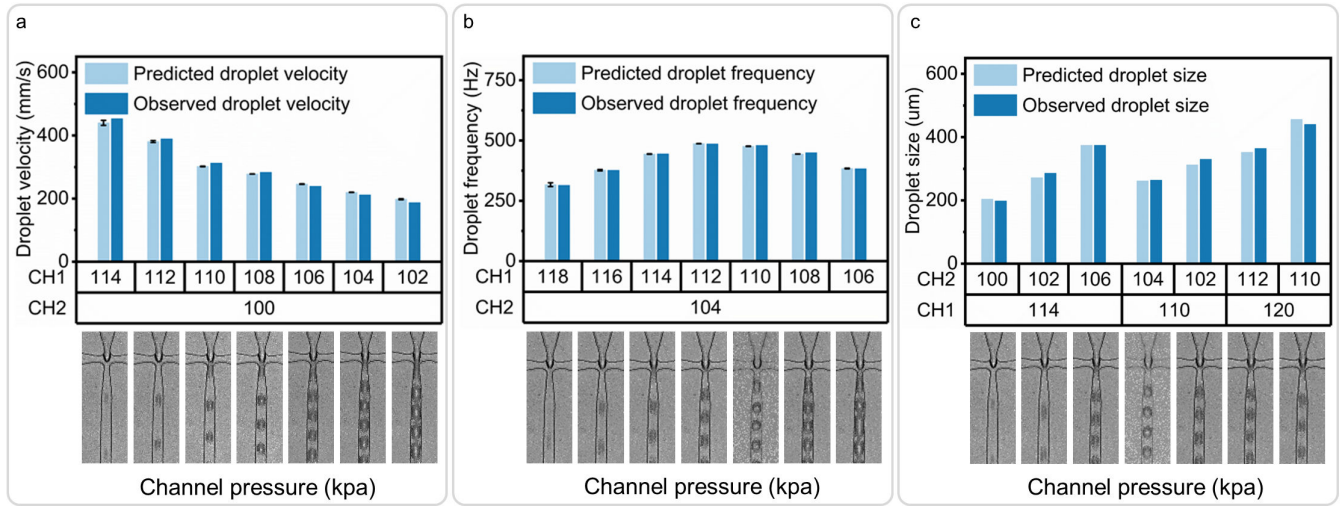 a
Droplet velocity (mm/s)
600
400
200
0
Predicted droplet velocity
Observed droplet velocity
CH1 114 112 110 108 106 104 102
CH2 100
Channel pressure (kpa)
b
Droplet frequency (Hz)
750
500
250
0
Predicted droplet frequency
Observed droplet frequency
CH1 118 116 114 112 110 108 106
CH2 104
Channel pressure (kpa)
c
Droplet size (um)
600
400
200
0
Predicted droplet size
Observed droplet size
CH2 100 102 106 104 102 112 110
CH1 114 110 120
Channel pressure (kpa)